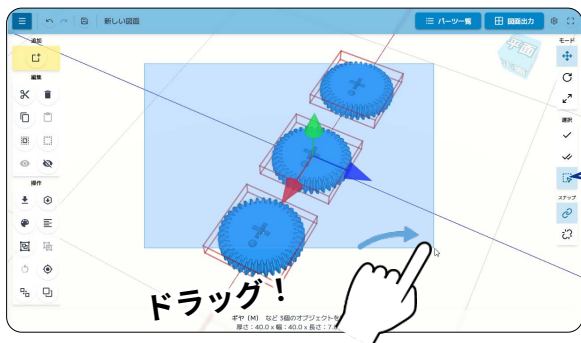 新しい図面
パーツ一覧
図面出力
追加
モード
平面
編集
選択
操作
スナップ
ドラッグ！
ギヤ（M） など 3個のオブジェクトを
厚さ：40.0 x 幅：40.0 x 長さ：7.